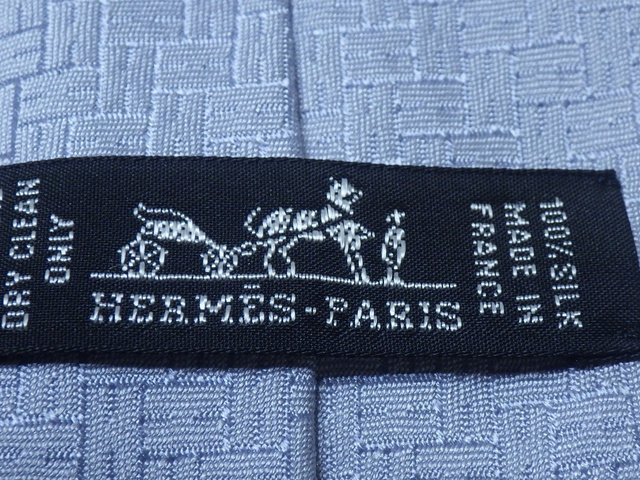 DRY CLEAN
ONLY
HERMÈS-PARIS
100% SILK
MADE IN
FRANCE